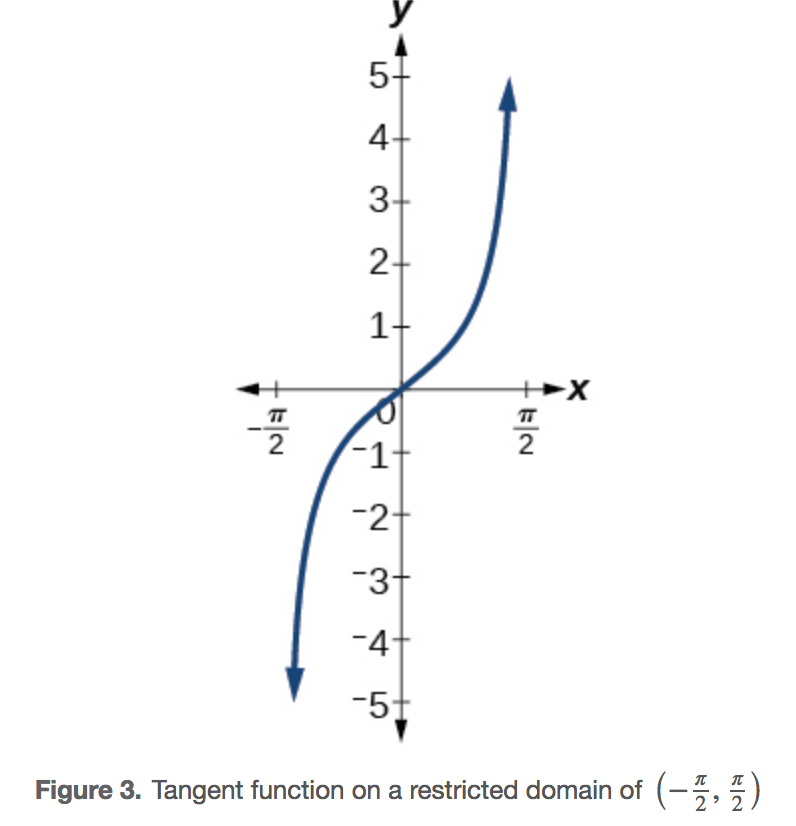 y
5
4
3
2
1
x
0
-π/2
π/2
-1
-2
-3
-4
-5
Figure 3. Tangent function on a restricted domain of (−π/2, π/2)